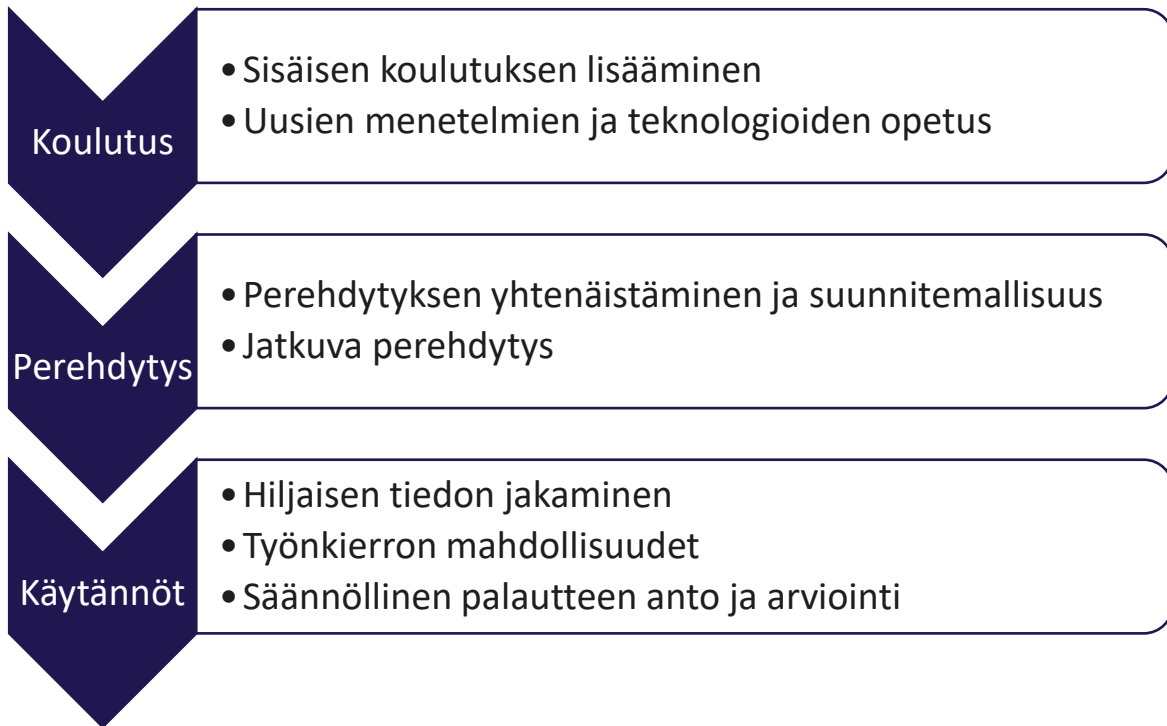 Koulutus
• Sisäisen koulutuksen lisääminen
• Uusien menetelmien ja teknologioiden opetus
Perehdytys
• Perehdytyksen yhtenäistäminen ja suunnitemallisuus
• Jatkuva perehdytys
Käytännöt
• Hiljaisen tiedon jakaminen
• Työnkierron mahdollisuudet
• Säännöllinen palautteen anto ja arviointi